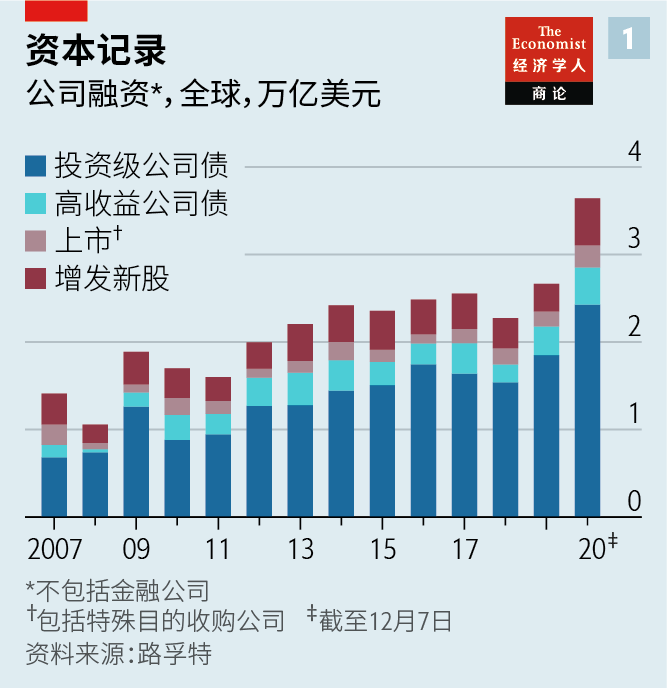 资本记录
公司融资*，全球，万亿美元
The
Economist
经济学人
商论
1
投资级公司债
高收益公司债
上市†
增发新股
4
3
2
1
0
2007 09 11 13 15 17 20‡
*不包括金融公司
†包括特殊目的收购公司 ‡截至12月7日
资料来源：路孚特